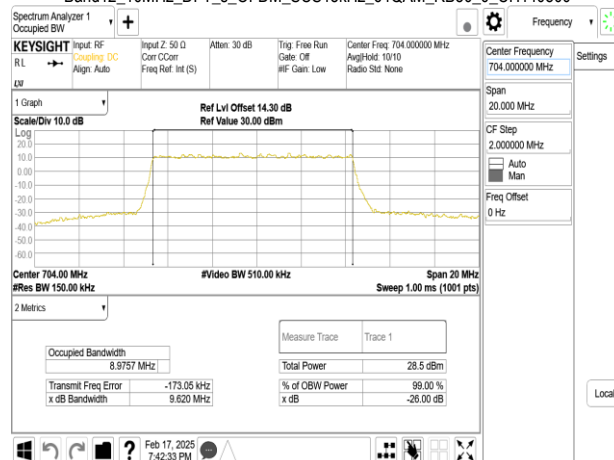 Spectrum Analyzer 1
Occupied BW
Frequency
KEYSIGHT
Input: RF
Coupling: DC
Align: Auto
Input Z: 50 Ω
Corr CCorr
Freq Ref: Int (S)
Atten: 30 dB
Trig: Free Run
Gate: Off
#IF Gain: Low
Center Freq: 704.000000 MHz
Avg|Hold: 10/10
Radio Std: None
RL
LXI
Center Frequency
704.000000 MHz
Settings
Span
20.000 MHz
CF Step
2.000000 MHz
Auto
Man
Freq Offset
0 Hz
1 Graph
Scale/Div 10.0 dB
Ref Lvl Offset 14.30 dB
Ref Value 30.00 dBm
Log
20.0
10.0
0.00
-10.0
-20.0
-30.0
-40.0
-50.0
-60.0
Center 704.00 MHz
#Video BW 510.00 kHz
Span 20 MHz
#Res BW 150.00 kHz
Sweep 1.00 ms (1001 pts)
2 Metrics
Measure Trace
Trace 1
Occupied Bandwidth
8.9757 MHz
Total Power
28.5 dBm
Transmit Freq Error
-173.05 kHz
% of OBW Power
99.00 %
x dB Bandwidth
9.620 MHz
x dB
-26.00 dB
Local
Feb 17, 2025
7:42:33 PM